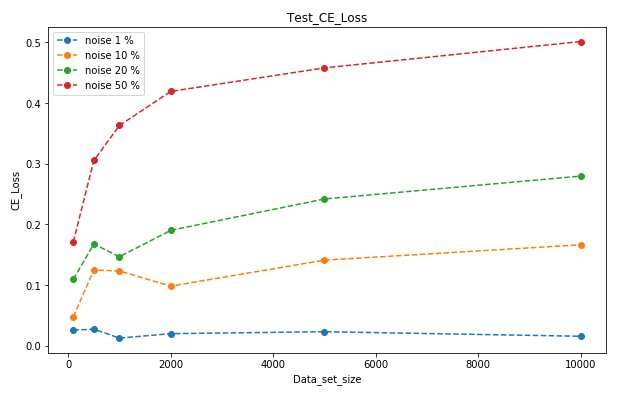 Test_CE_Loss
noise 1 %
noise 10 %
noise 20 %
noise 50 %
CE_Loss
0.5
0.4
0.3
0.2
0.1
0.0
0
2000
4000
6000
8000
10000
Data_set_size